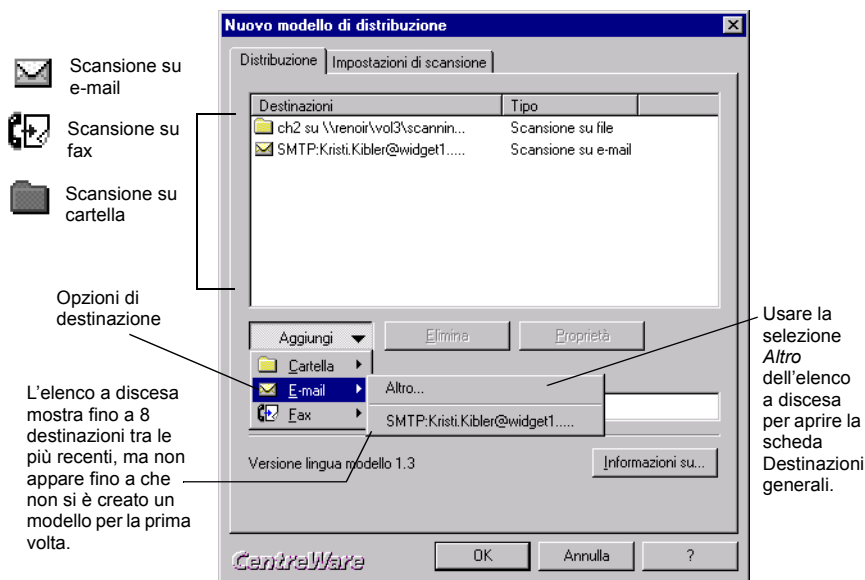 Nuovo modello di distribuzione
Distribuzione
Impostazioni di scansione
Scansione su
e-mail
Scansione su
fax
Scansione su
cartella
Destinazioni
Tipo
ch2 su \\renoir\vol3\scannin...
Scansione su file
SMTP:Kristi.Kibler@widget1.....
Scansione su e-mail
Opzioni di
destinazione
Aggiungi
Elimina
Proprietà
Cartella
E-mail
Fax
Altro...
SMTP:Kristi.Kibler@widget1.....
L'elenco a discesa
mostra fino a 8
destinazioni tra le
più recenti, ma non
appare fino a che
non si è creato un
modello per la prima
volta.
Usare la
selezione
Altro
dell'elenco
a discesa
per aprire la
scheda
Destinazioni
generali.
Versione lingua modello 1.3
Informazioni su...
CentreWare
OK
Annulla
?